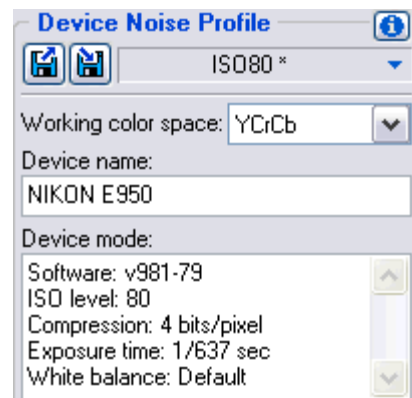 Device Noise Profile
ISO80 *
Working color space: YCrCb
Device name:
NIKON E950
Device mode:
Software: v981-79
ISO level: 80
Compression: 4 bits/pixel
Exposure time: 1/637 sec
White balance: Default